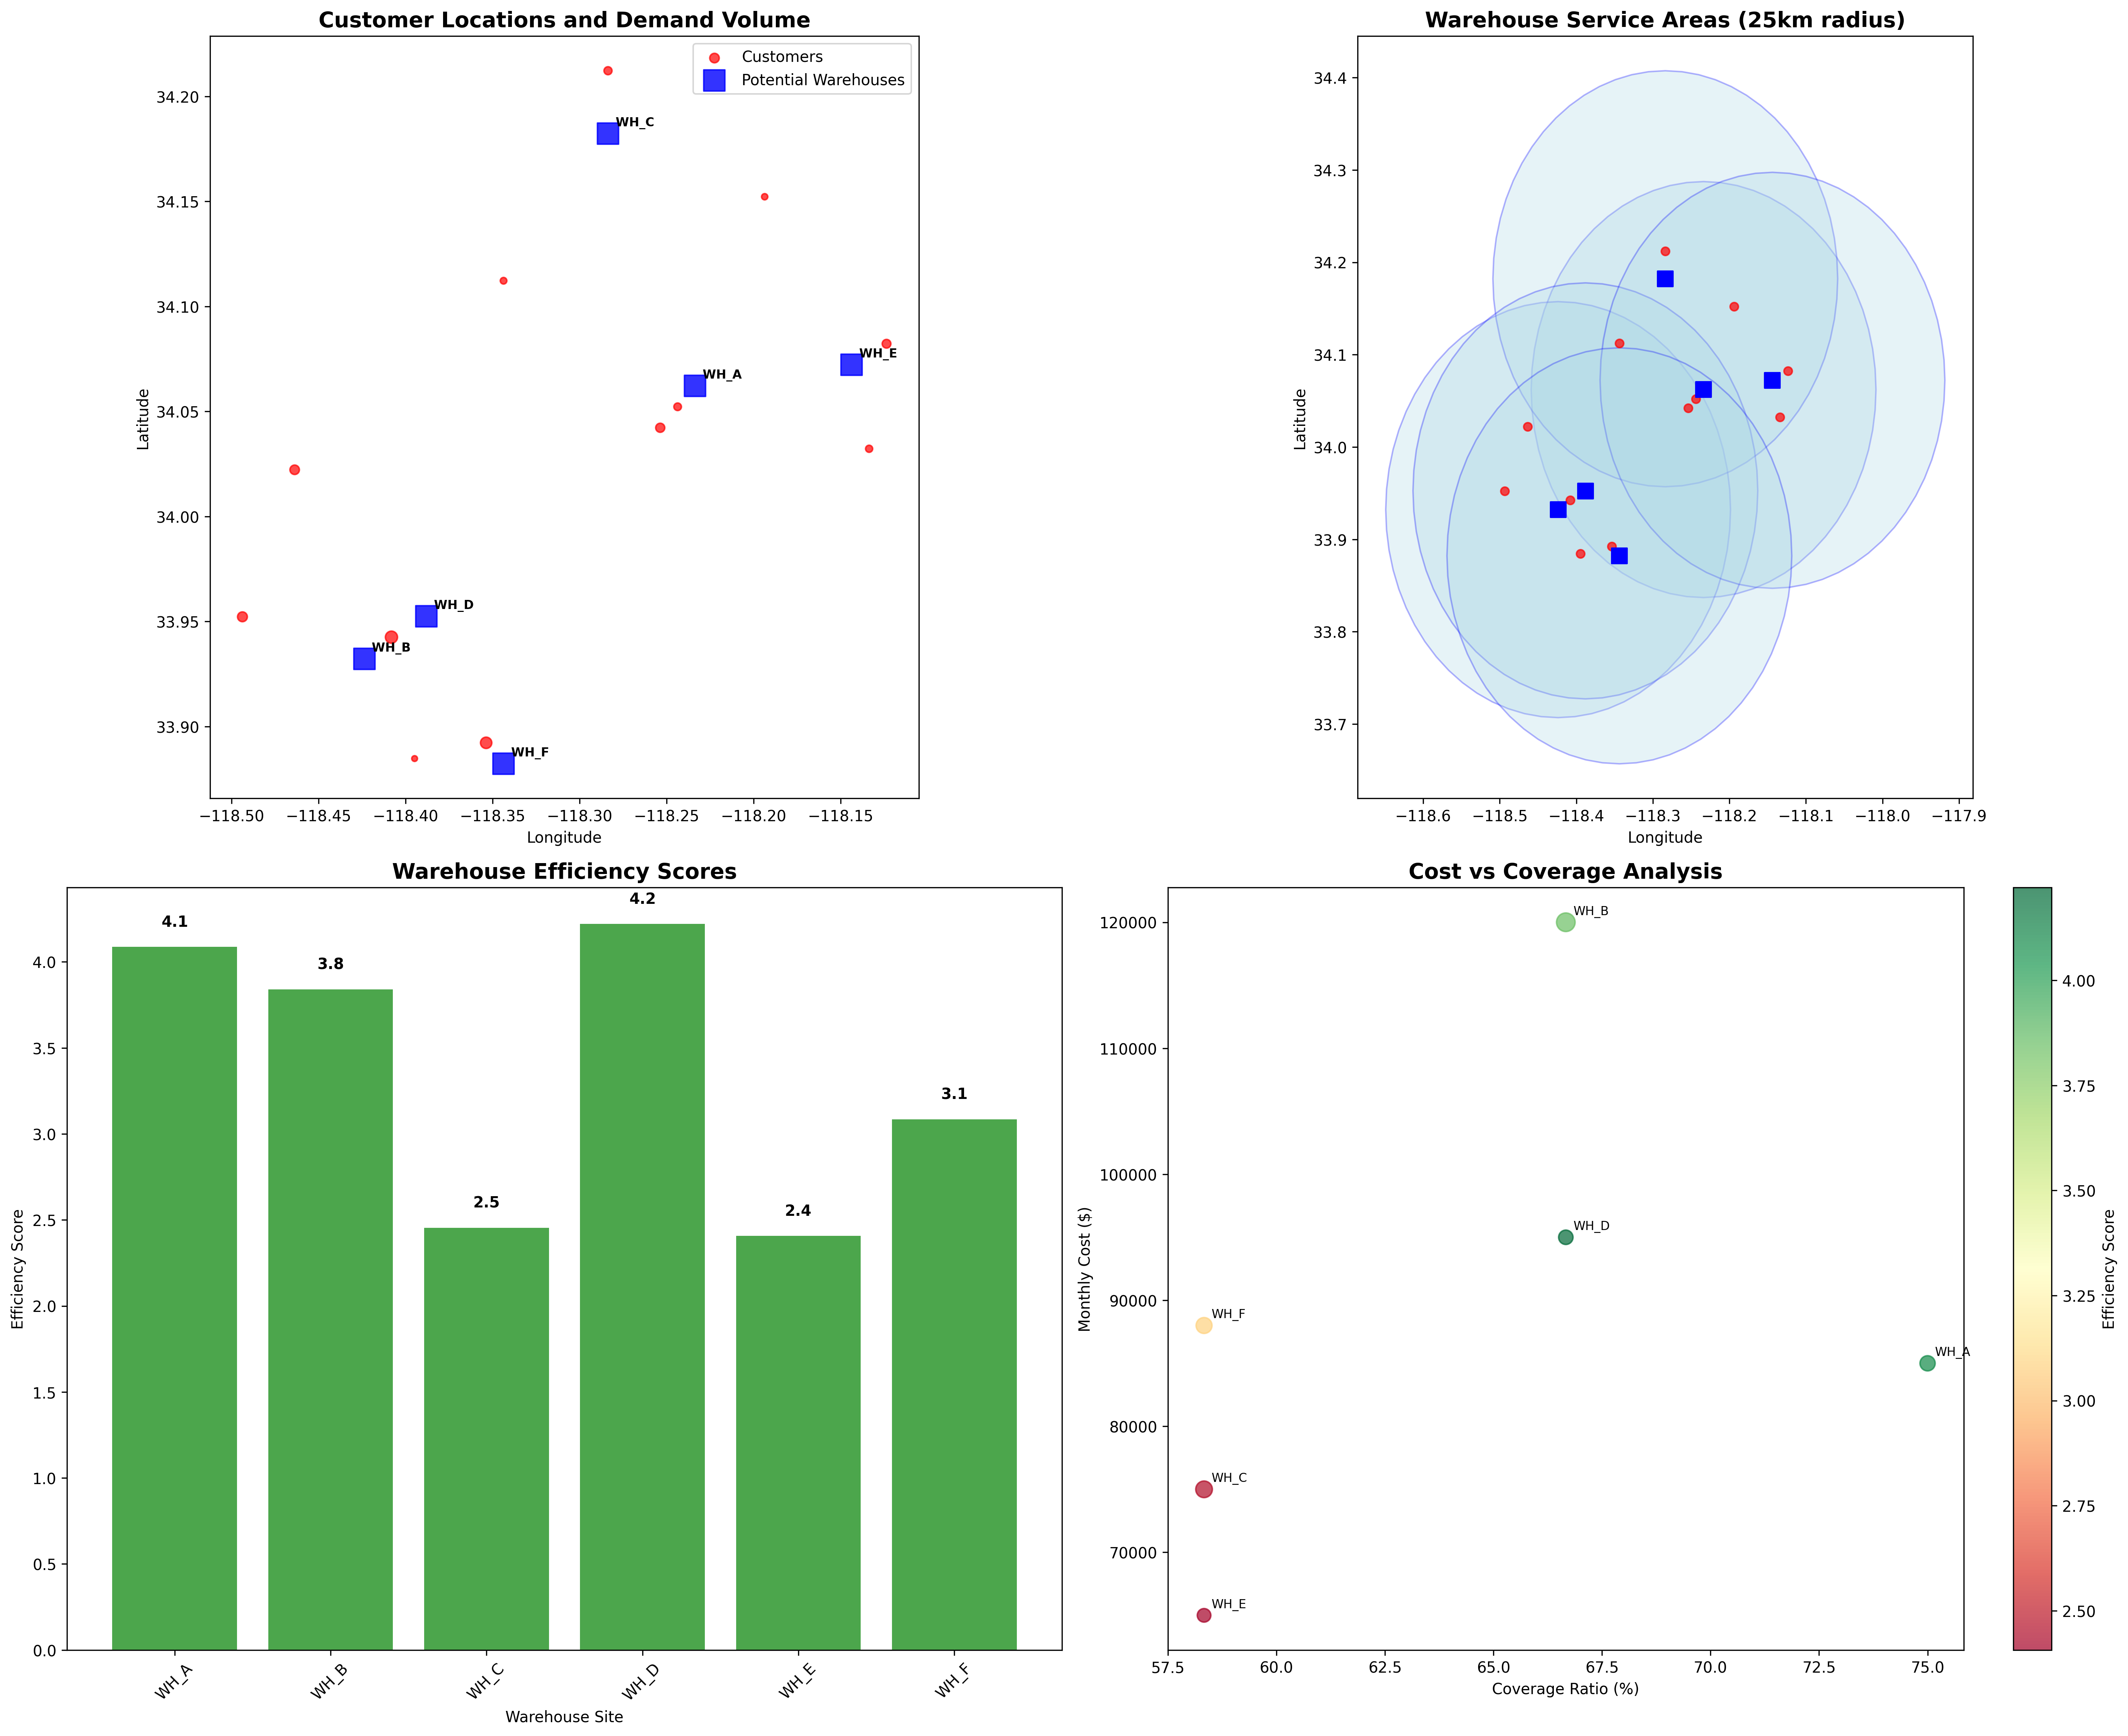 Customer Locations and Demand Volume
Customers
Potential Warehouses
WH_C
WH_E
WH_A
WH_D
WH_B
WH_F
34.20
34.15
34.10
34.05
34.00
33.95
33.90
Latitude
−118.50 −118.45 −118.40 −118.35 −118.30 −118.25 −118.20 −118.15
Longitude
Warehouse Service Areas (25km radius)
34.4
34.3
34.2
34.1
34.0
33.9
33.8
33.7
Latitude
−118.6 −118.5 −118.4 −118.3 −118.2 −118.1 −118.0 −117.9
Longitude
Warehouse Efficiency Scores
4.1
3.8
2.5
4.2
2.4
3.1
4.0
3.5
3.0
2.5
2.0
1.5
1.0
0.5
0.0
Efficiency Score
WH_A WH_B WH_C WH_D WH_E WH_F
Warehouse Site
Cost vs Coverage Analysis
WH_B
WH_D
WH_F
WH_A
WH_C
WH_E
120000
110000
100000
90000
80000
70000
Monthly Cost ($)
57.5 60.0 62.5 65.0 67.5 70.0 72.5 75.0
Coverage Ratio (%)
4.00
3.75
3.50
3.25
3.00
2.75
2.50
Efficiency Score